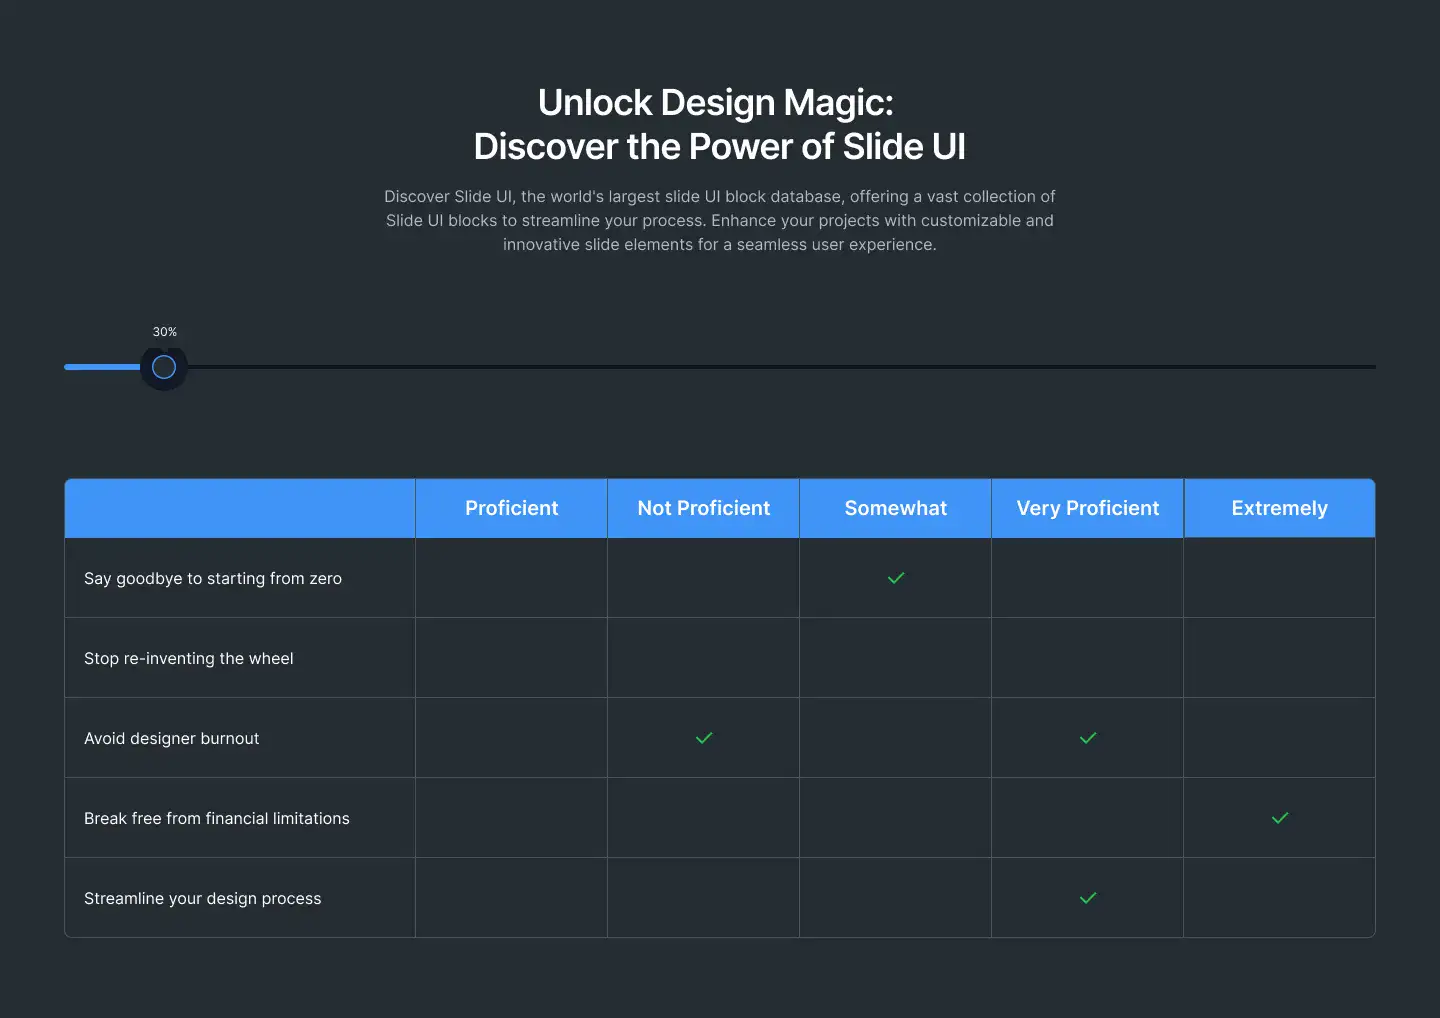 Unlock Design Magic:
Discover the Power of Slide UI
Discover Slide UI, the world's largest slide UI block database, offering a vast collection of
Slide UI blocks to streamline your process. Enhance your projects with customizable and
innovative slide elements for a seamless user experience.
30%
Proficient Not Proficient Somewhat Very Proficient Extremely
Say goodbye to starting from zero
Stop re-inventing the wheel
Avoid designer burnout
Break free from financial limitations
Streamline your design process